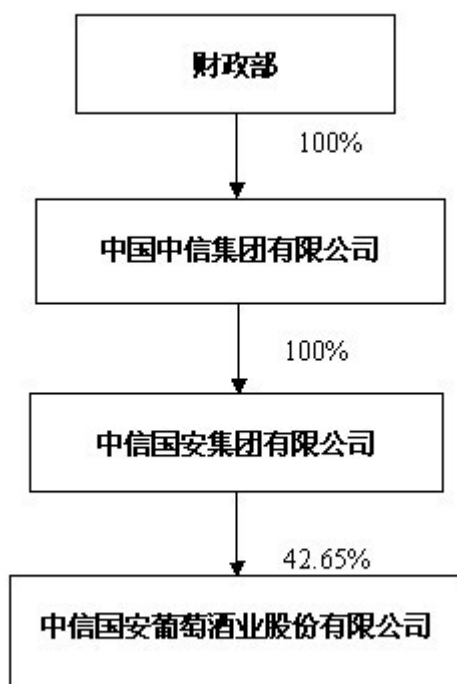 财政部
100%
中国中信集团有限公司
100%
中信国安集团有限公司
42.65%
中信国安葡萄酒业股份有限公司